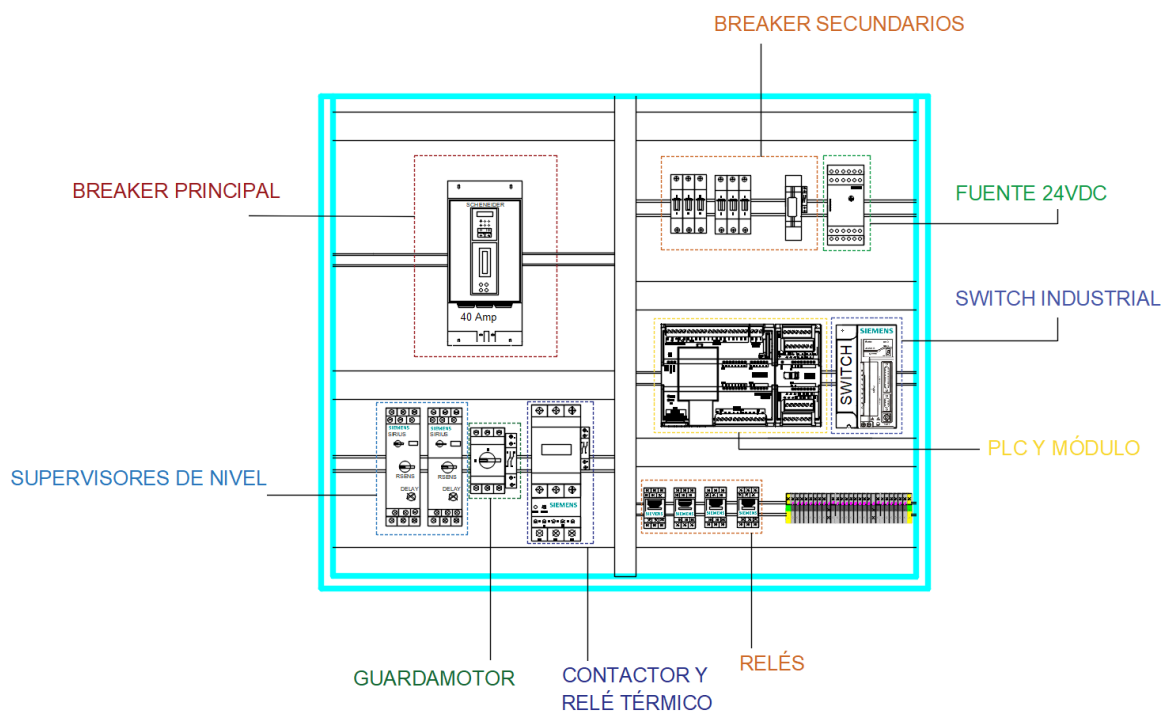 BREAKER SECUNDARIOS
BREAKER PRINCIPAL
SCHENEIDER
40 Amp
FUENTE 24VDC
SWITCH INDUSTRIAL
SIEMENS
SWITCH
PLC Y MÓDULO
SUPERVISORES DE NIVEL
SIEMENS
SIRIUS
RSENS
DELAY
SIEMENS
SIRIUS
RSENS
DELAY
SIEMENS
SIEMENS
SIEMENS
SIEMENS
SIEMENS
GUARDAMOTOR
CONTACTOR Y
RELÉ TÉRMICO
RELÉS